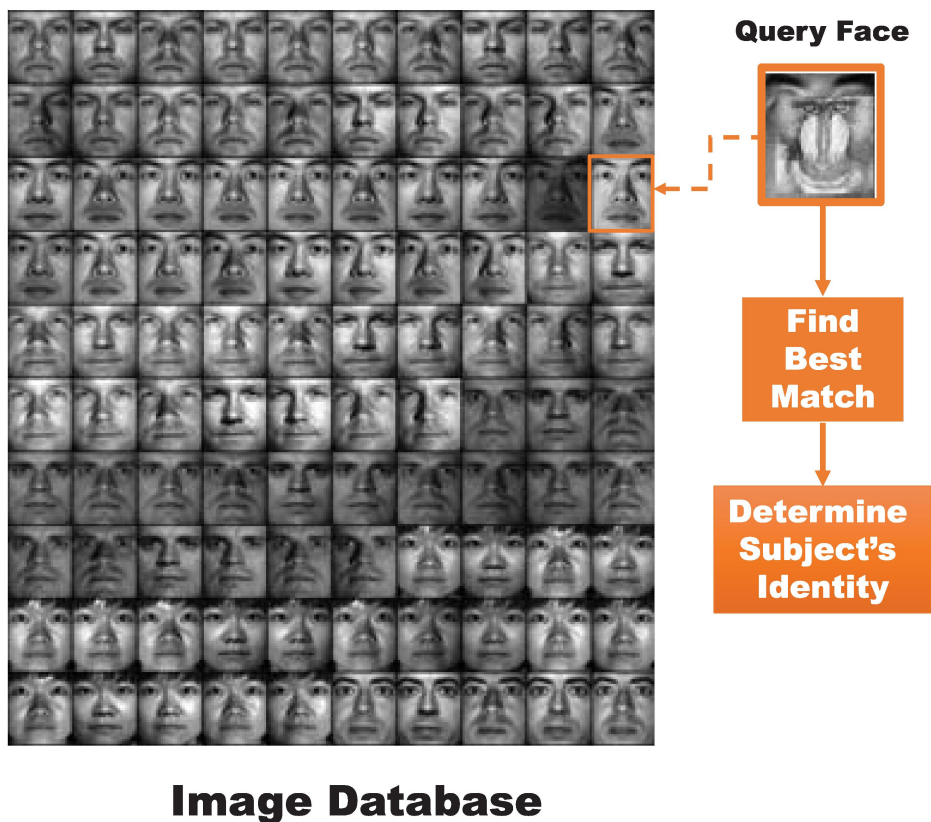 Query Face
Find
Best
Match
Determine
Subject's
Identity
Image Database